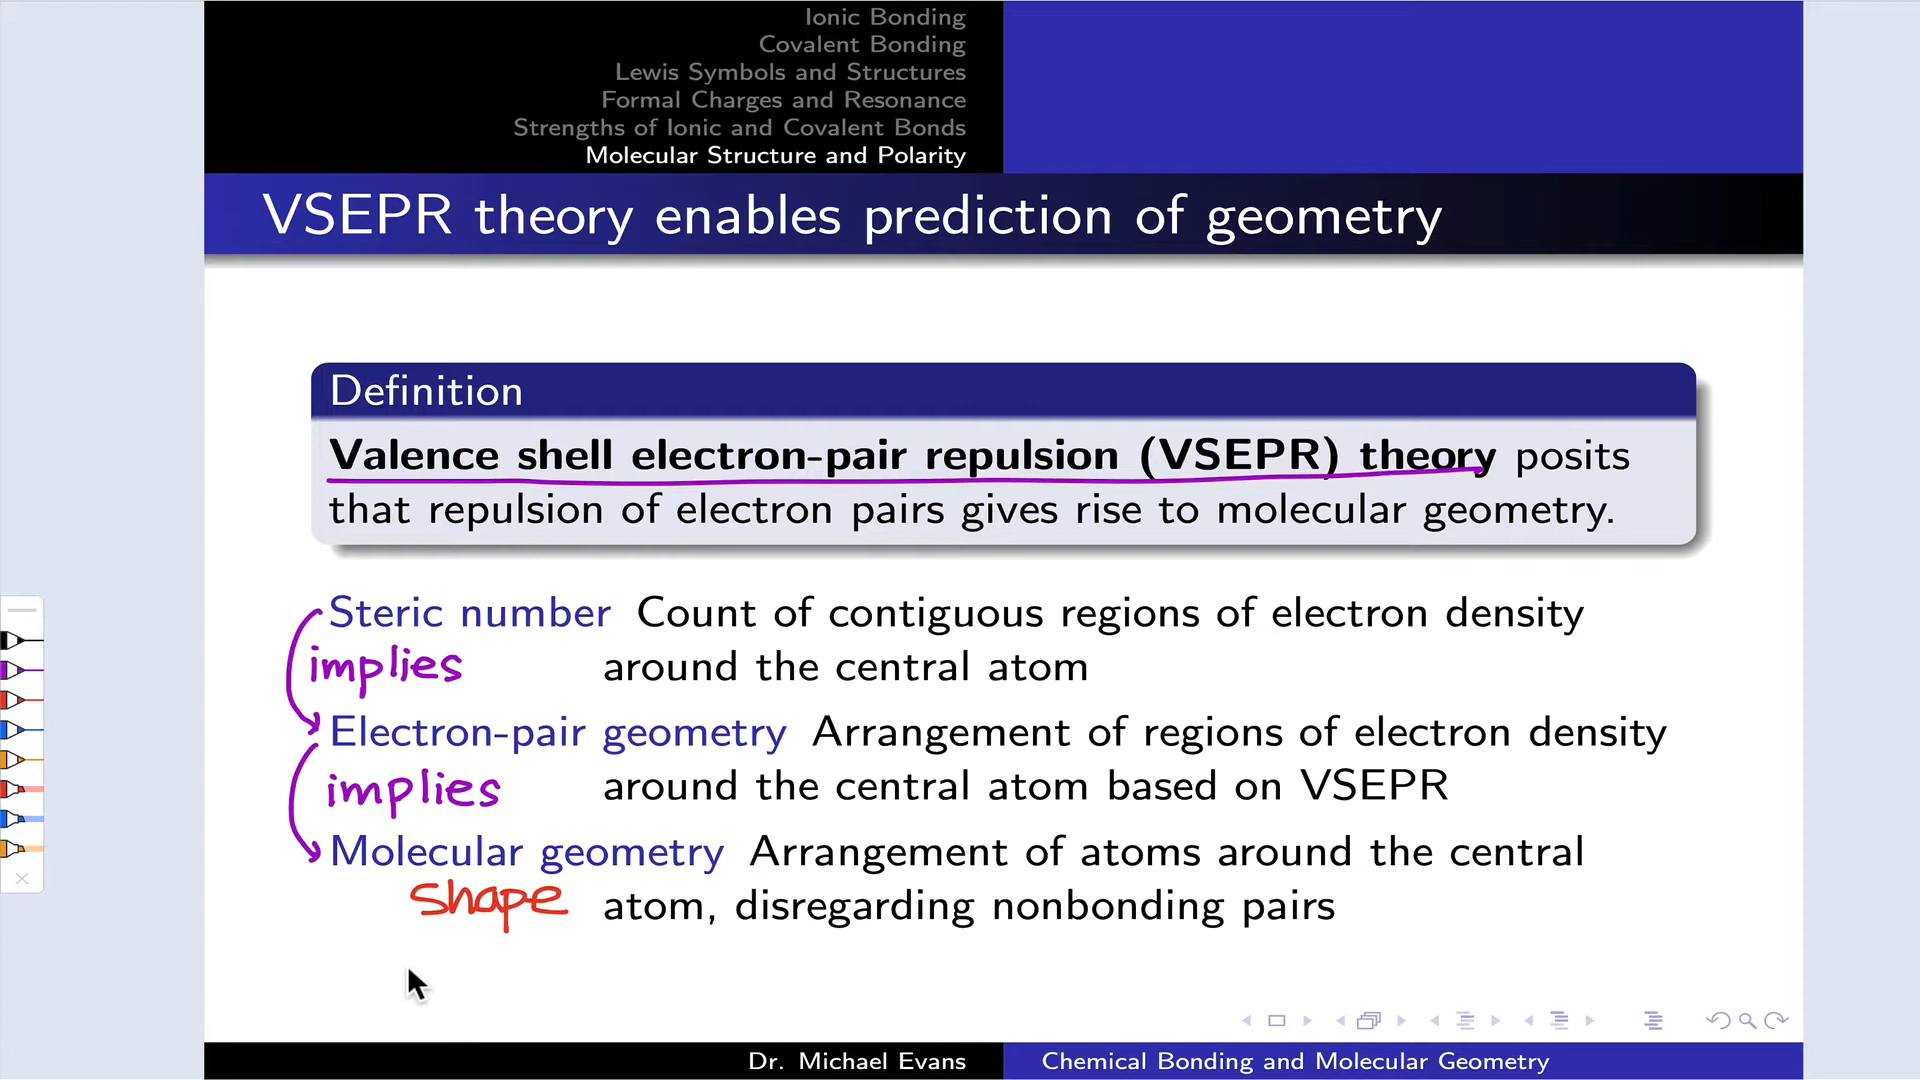 Ionic Bonding
Covalent Bonding
Lewis Symbols and Structures
Formal Charges and Resonance
Strengths of Ionic and Covalent Bonds
Molecular Structure and Polarity
VSEPR theory enables prediction of geometry
Definition
Valence shell electron-pair repulsion (VSEPR) theory posits
that repulsion of electron pairs gives rise to molecular geometry.
Steric number Count of contiguous regions of electron density
implies around the central atom
Electron-pair geometry Arrangement of regions of electron density
implies around the central atom based on VSEPR
Molecular geometry Arrangement of atoms around the central
shape atom, disregarding nonbonding pairs
Dr. Michael Evans Chemical Bonding and Molecular Geometry